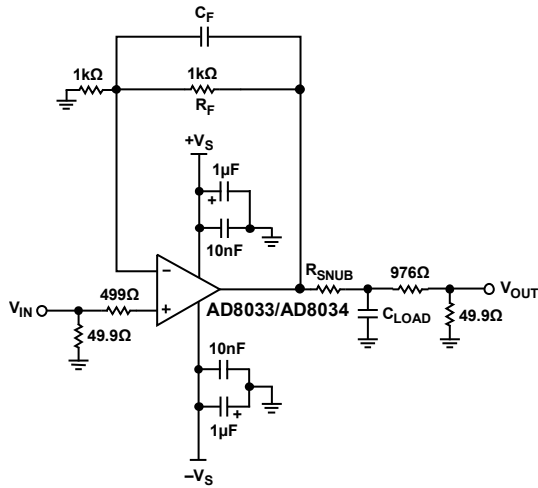 C_F
1kΩ
1kΩ
R_F
+V_S
1µF
+
10nF
R_SNUB
976Ω
V_OUT
–
499Ω
V_IN
+
AD8033/AD8034
C_LOAD
49.9Ω
49.9Ω
10nF
1µF
+
–V_S